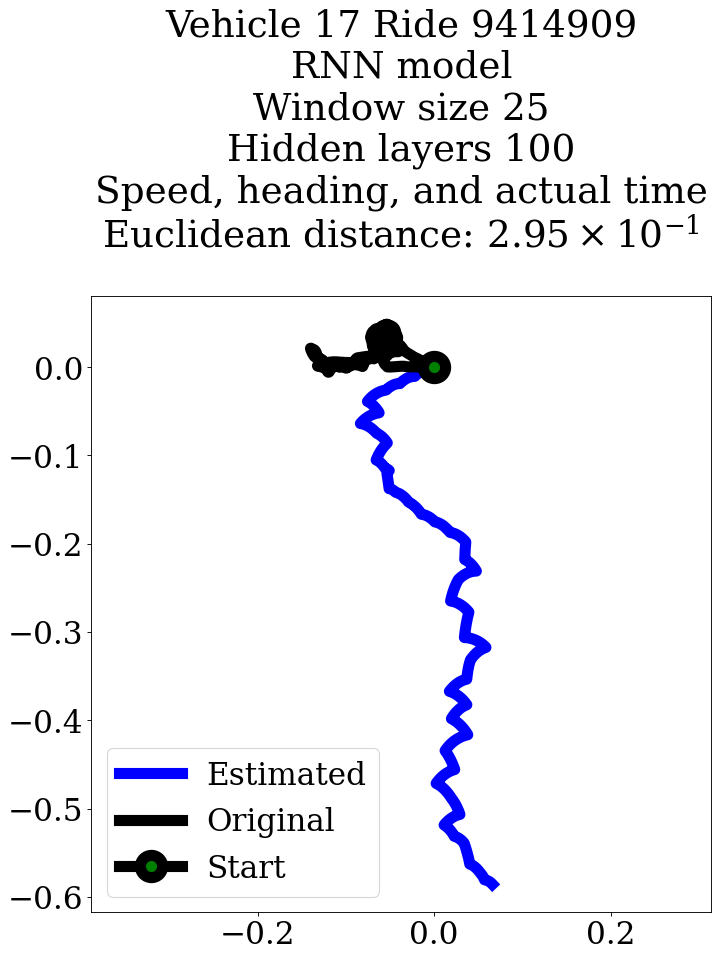 Vehicle 17 Ride 9414909
RNN model
Window size 25
Hidden layers 100
Speed, heading, and actual time
Euclidean distance: 2.95 × 10⁻¹
0.0
−0.1
−0.2
−0.3
−0.4
−0.5
−0.6
Estimated
Original
Start
−0.2 0.0 0.2